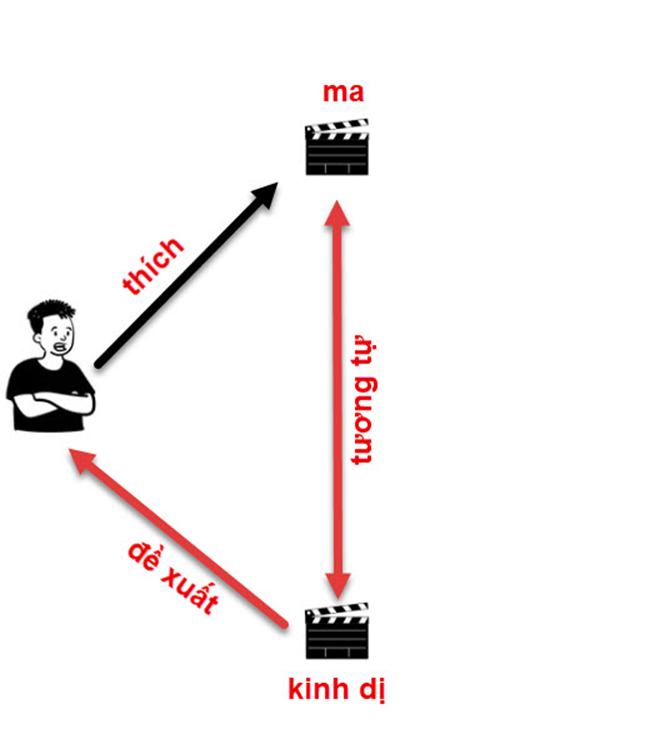 ma
thích
tương tự
đề xuất
kinh dị